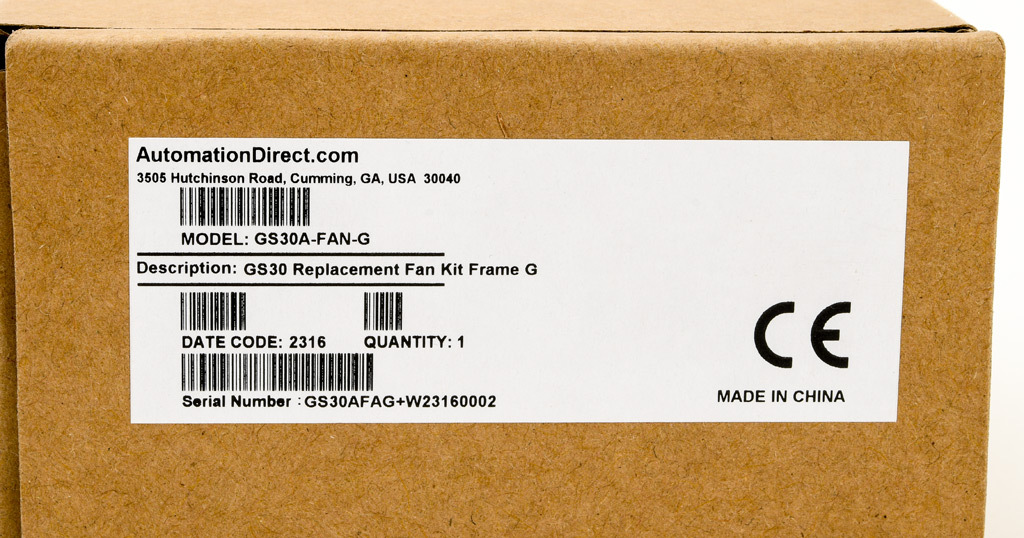 AutomationDirect.com
3505 Hutchinson Road, Cumming, GA, USA 30040
MODEL: GS30A-FAN-G
Description: GS30 Replacement Fan Kit Frame G
DATE CODE: 2316 QUANTITY: 1
Serial Number :GS30AFAG+W23160002
CE
MADE IN CHINA